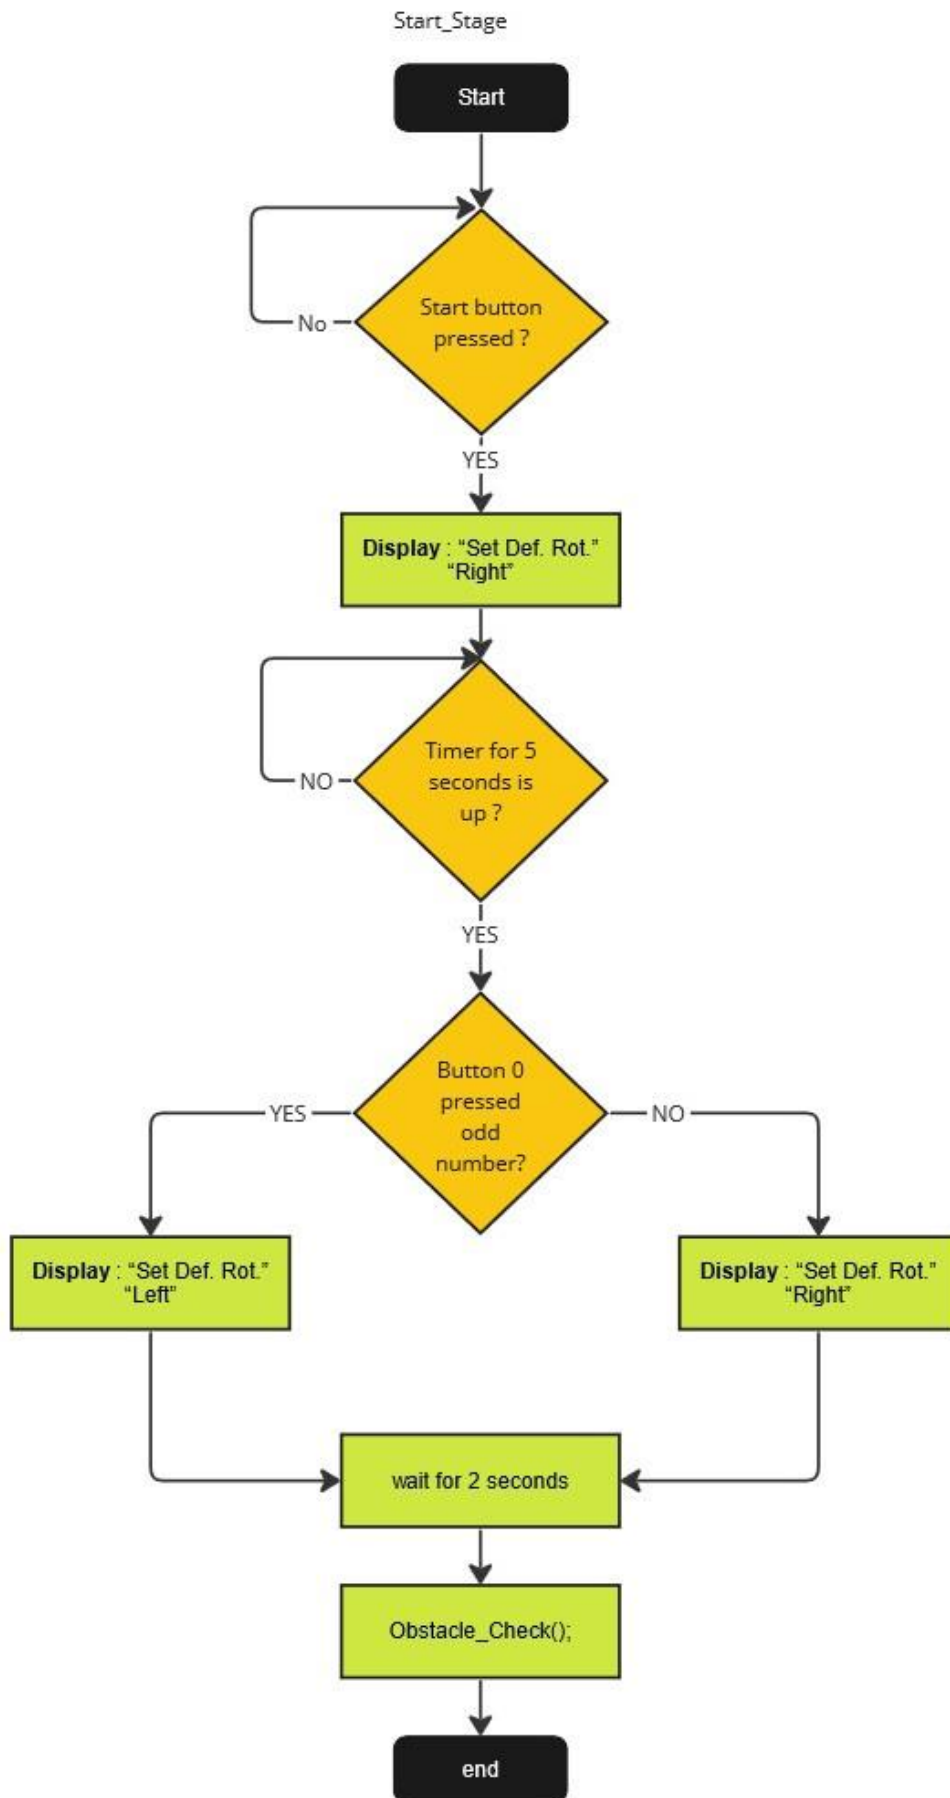 Start_Stage
Start
Start button
pressed ?
No
YES
Display : “Set Def. Rot.”
“Right”
Timer for 5
seconds is
up ?
NO
YES
Button 0
pressed
odd
number?
YES
NO
Display : “Set Def. Rot.”
“Left”
Display : “Set Def. Rot.”
“Right”
wait for 2 seconds
Obstacle_Check();
end